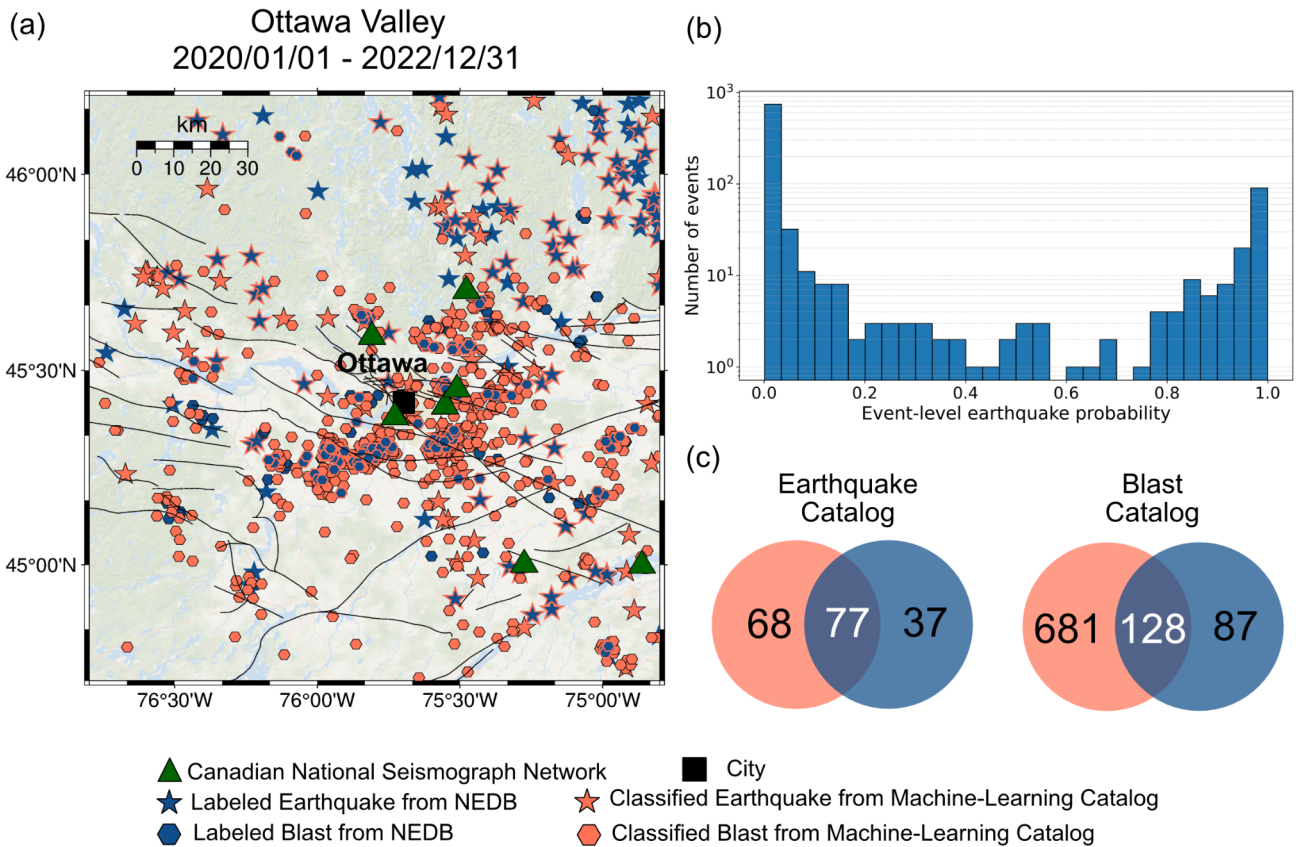 (a)
Ottawa Valley
2020/01/01 - 2022/12/31
km
0 10 20 30
46°00'N
45°30'N
45°00'N
Ottawa
76°30'W 76°00'W 75°30'W 75°00'W
(b)
Number of events
10³
10²
10¹
10⁰
0.0 0.2 0.4 0.6 0.8 1.0
Event-level earthquake probability
(c)
Earthquake
Catalog
68 77 37
Blast
Catalog
681 128 87
Canadian National Seismograph Network
City
Labeled Earthquake from NEDB
Classified Earthquake from Machine-Learning Catalog
Labeled Blast from NEDB
Classified Blast from Machine-Learning Catalog